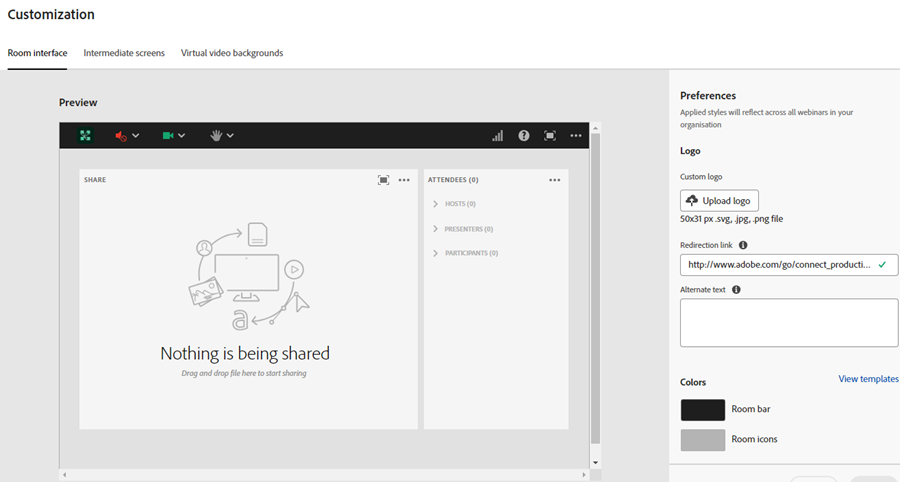 Customization
Room interface
Intermediate screens
Virtual video backgrounds
Preview
SHARE
Nothing is being shared
Drag and drop file here to start sharing
ATTENDEES (0)
HOSTS (0)
PRESENTERS (0)
PARTICIPANTS (0)
Preferences
Applied styles will reflect across all webinars in your
organisation
Logo
Custom logo
Upload logo
50x31 px .svg, .jpg, .png file
Redirection link
http://www.adobe.com/go/connect_producti...
Alternate text
Colors
View templates
Room bar
Room icons